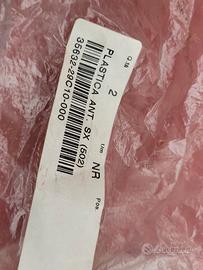 Q.tà 2 Um NR Pos
PLASTICA ANT. SX (602)
35632-29C10-000